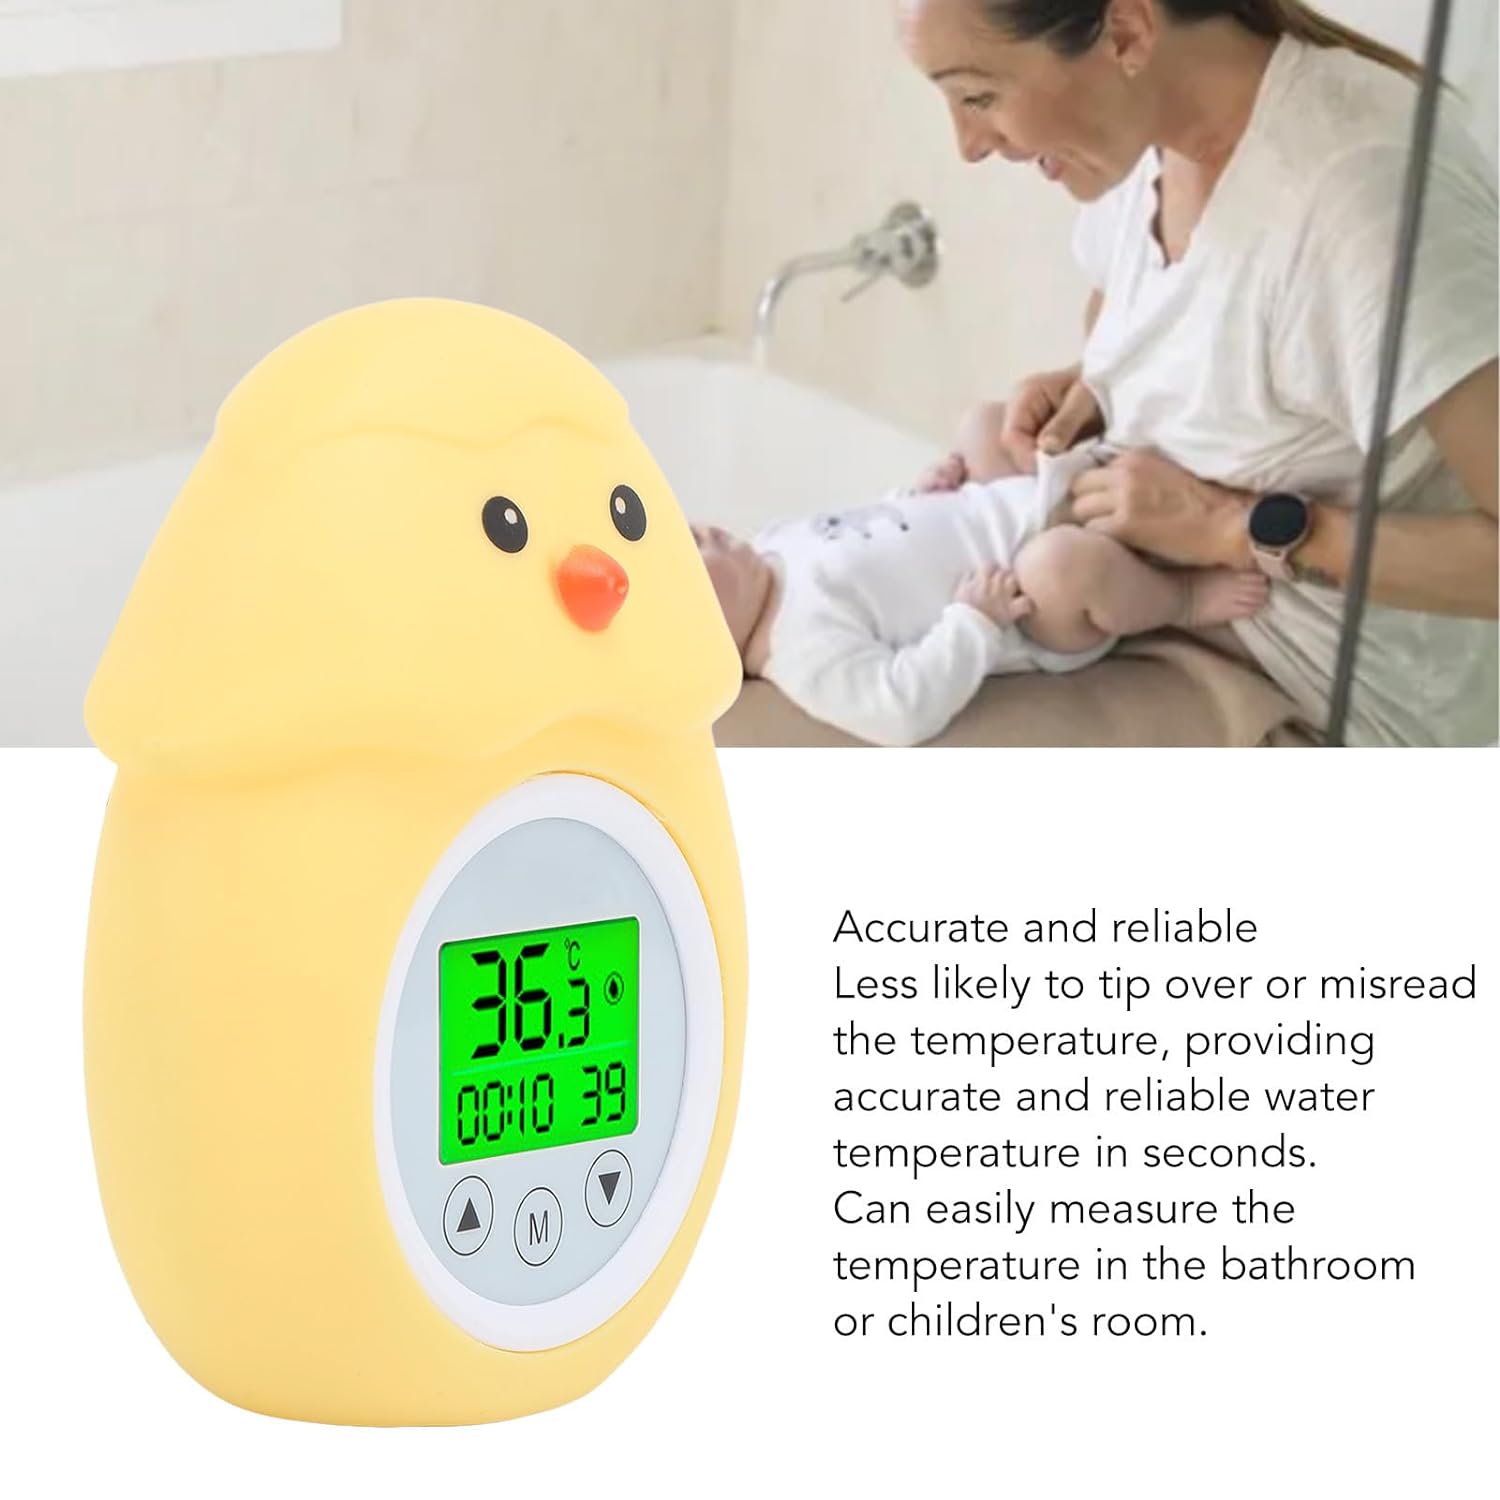 Accurate and reliable
Less likely to tip over or misread
the temperature, providing
accurate and reliable water
temperature in seconds.
Can easily measure the
temperature in the bathroom
or children's room.
36.3 °C
00:10 39
M